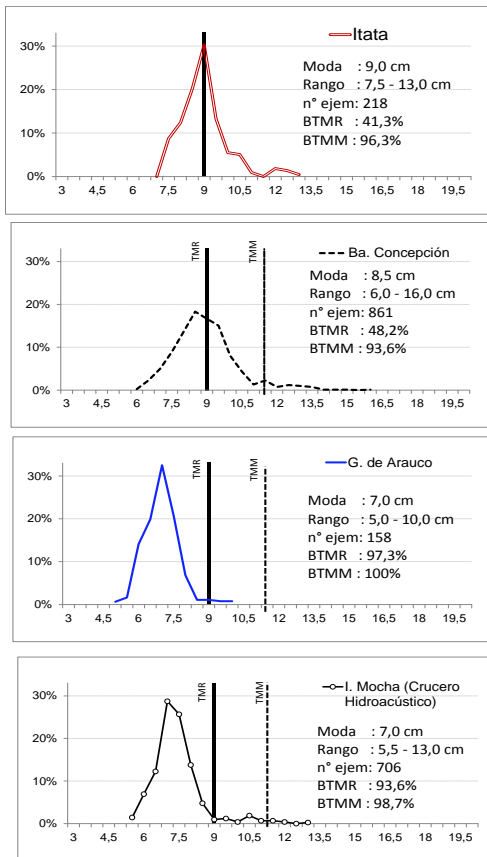 Itata
30%
20%
10%
0%
Moda : 9,0 cm
Rango : 7,5 - 13,0 cm
n° ejem: 218
BTMR : 41,3%
BTMM : 96,3%
3 4,5 6 7,5 9 10,5 12 13,5 15 16,5 18 19,5
TMR
TMM
Ba. Concepción
30%
20%
10%
0%
Moda : 8,5 cm
Rango : 6,0 - 16,0 cm
n° ejem: 861
BTMR : 48,2%
BTMM : 93,6%
3 4,5 6 7,5 9 10,5 12 13,5 15 16,5 18 19,5
TMR
TMM
G. de Arauco
30%
20%
10%
0%
Moda : 7,0 cm
Rango : 5,0 - 10,0 cm
n° ejem: 158
BTMR : 97,3%
BTMM : 100%
3 4,5 6 7,5 9 10,5 12 13,5 15 16,5 18 19,5
TMR
TMM
I. Mocha (Crucero
Hidroacústico)
30%
20%
10%
0%
Moda : 7,0 cm
Rango : 5,5 - 13,0 cm
n° ejem: 706
BTMR : 93,6%
BTMM : 98,7%
3 4,5 6 7,5 9 10,5 12 13,5 15 16,5 18 19,5